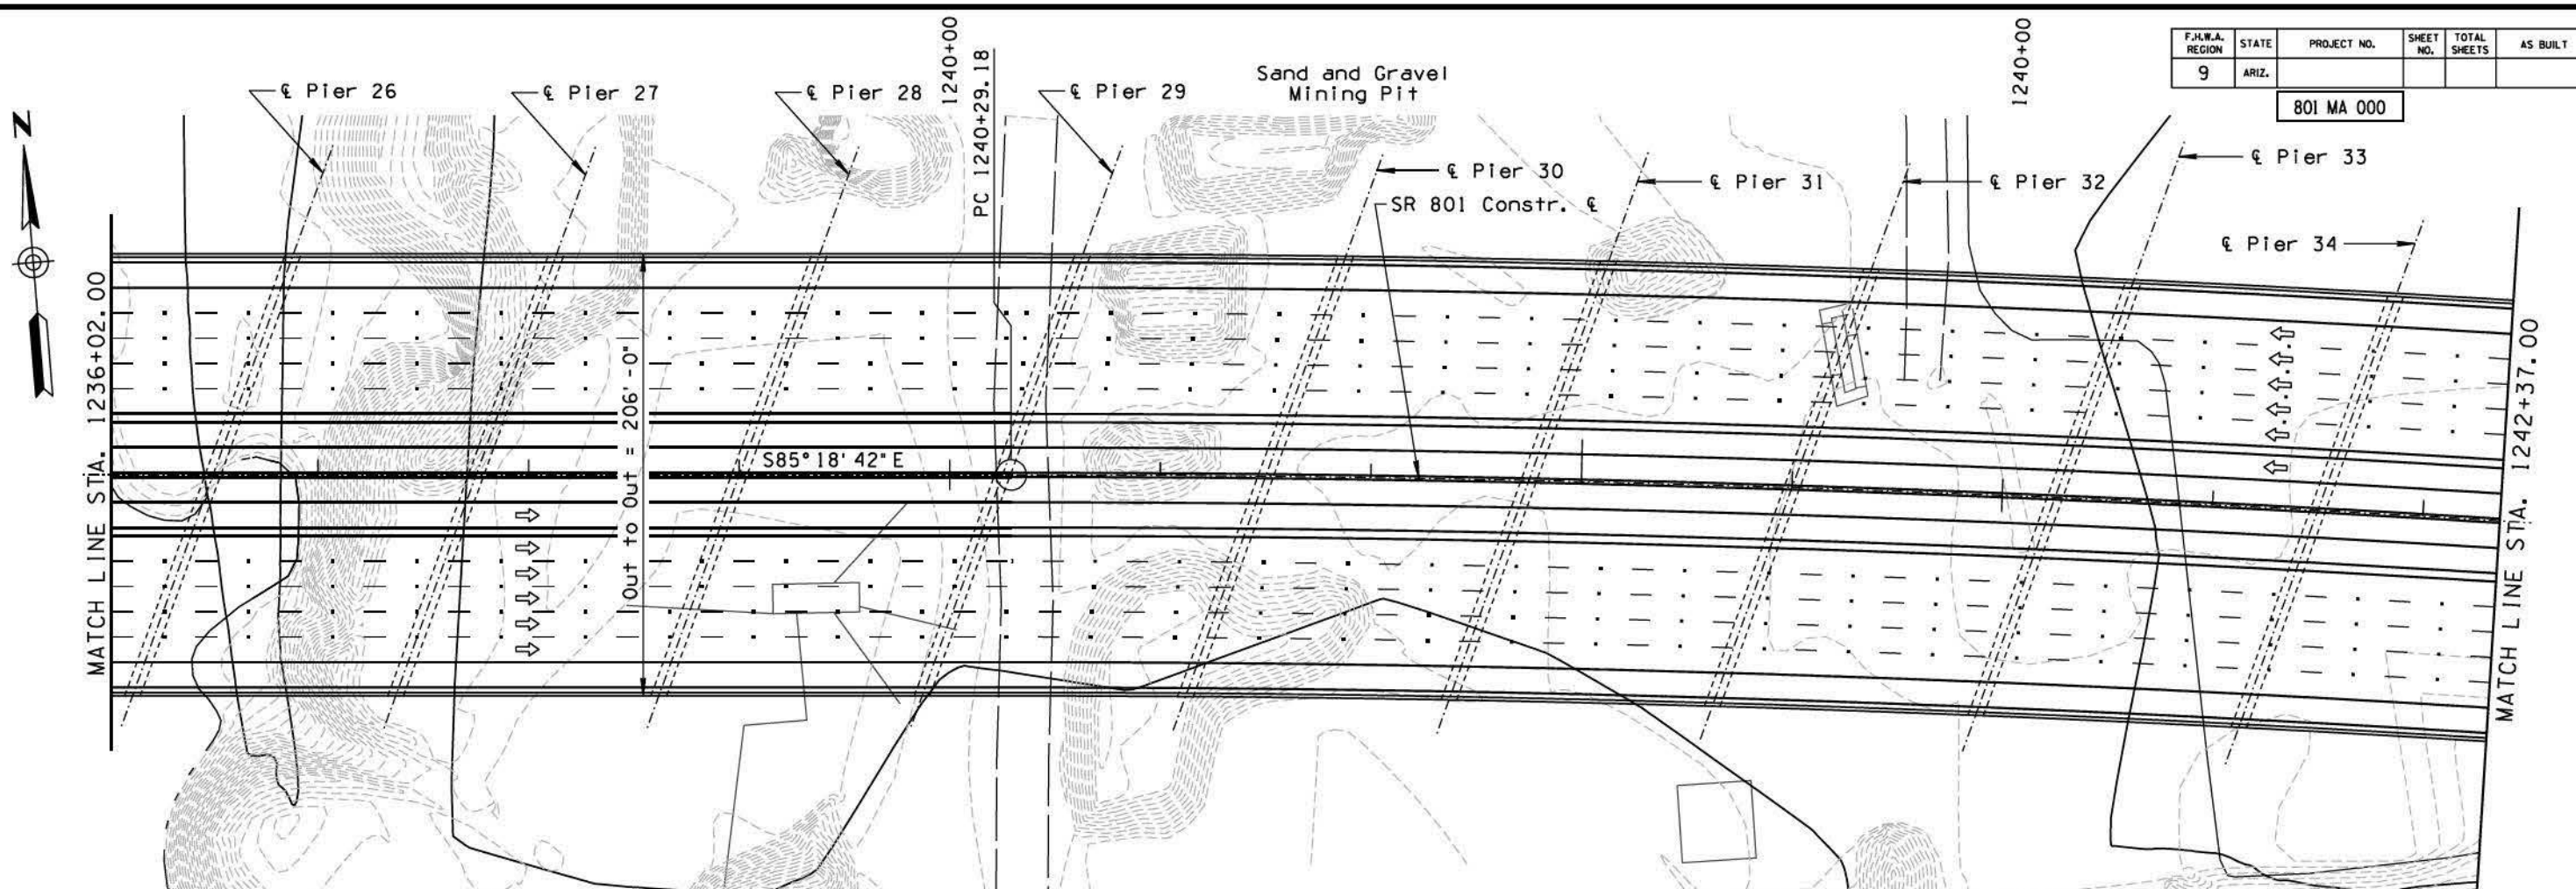 F.H.W.A. REGION STATE PROJECT NO. SHEET NO. TOTAL SHEETS AS BUILT
9 ARIZ.
801 MA 000
N
1240+00
PC 1240+29.18
1240+00
℄ Pier 26
℄ Pier 27
℄ Pier 28
℄ Pier 29
Sand and Gravel
Mining Pit
℄ Pier 30
℄ Pier 31
℄ Pier 32
℄ Pier 33
℄ Pier 34
SR 801 Constr. ℄
MATCH LINE STA. 1236+02.00
Out to Out = 206'-0"
S85°18'42"E
MATCH LINE STA. 1242+37.00